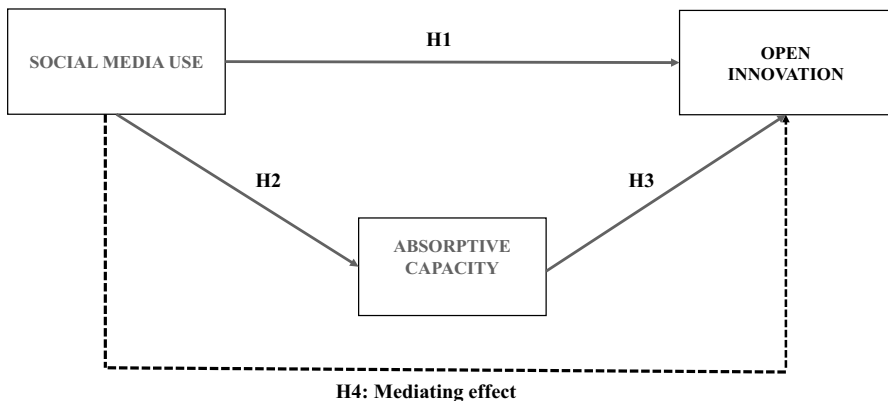 H1
SOCIAL MEDIA USE
OPEN
INNOVATION
H2
H3
ABSORPTIVE
CAPACITY
H4: Mediating effect